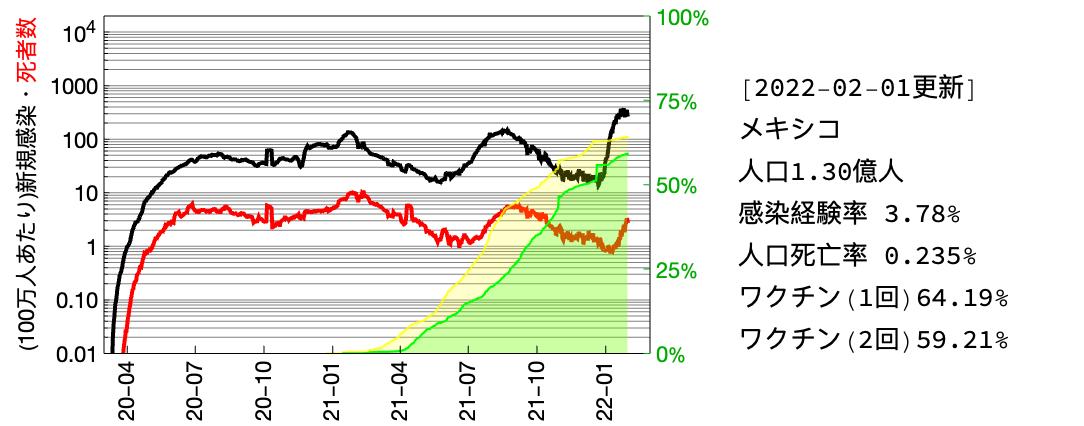 (100万人あたり)新規感染・死者数
10^4
1000
100
10
1
0.10
0.01
100%
75%
50%
25%
0%
20-04
20-07
20-10
21-01
21-04
21-07
21-10
22-01
[2022-02-01更新]
メキシコ
人口1.30億人
感染経験率 3.78%
人口死亡率 0.235%
ワクチン(1回)64.19%
ワクチン(2回)59.21%